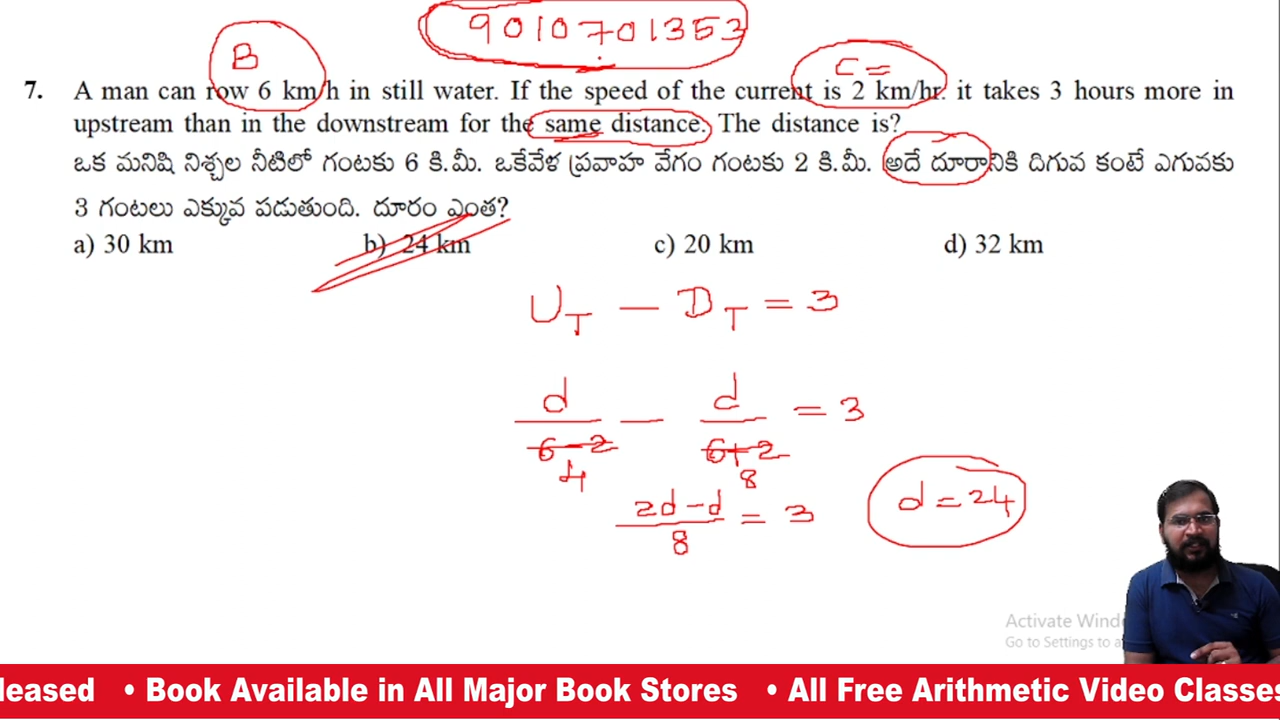 9010701353
B
C =
7. A man can row 6 km/h in still water. If the speed of the current is 2 km/hr. it takes 3 hours more in
upstream than in the downstream for the same distance. The distance is?
ఒక మనిషి నిశ్చల నీటిలో గంటకు 6 కి.మీ. ఒకేవేళ ప్రవాహ వేగం గంటకు 2 కి.మీ. అదే దూరానికి దిగువ కంటే ఎగువకు
3 గంటలు ఎక్కువ పడుతుంది. దూరం ఎంత?
a) 30 km b) 24 km c) 20 km d) 32 km
U_T — D_T = 3
d — d = 3
6-2 6+2
4 8
2d-d = 3
8
d = 24
Activate Wind
Go to Settings to a
leased • Book Available in All Major Book Stores • All Free Arithmetic Video Classes